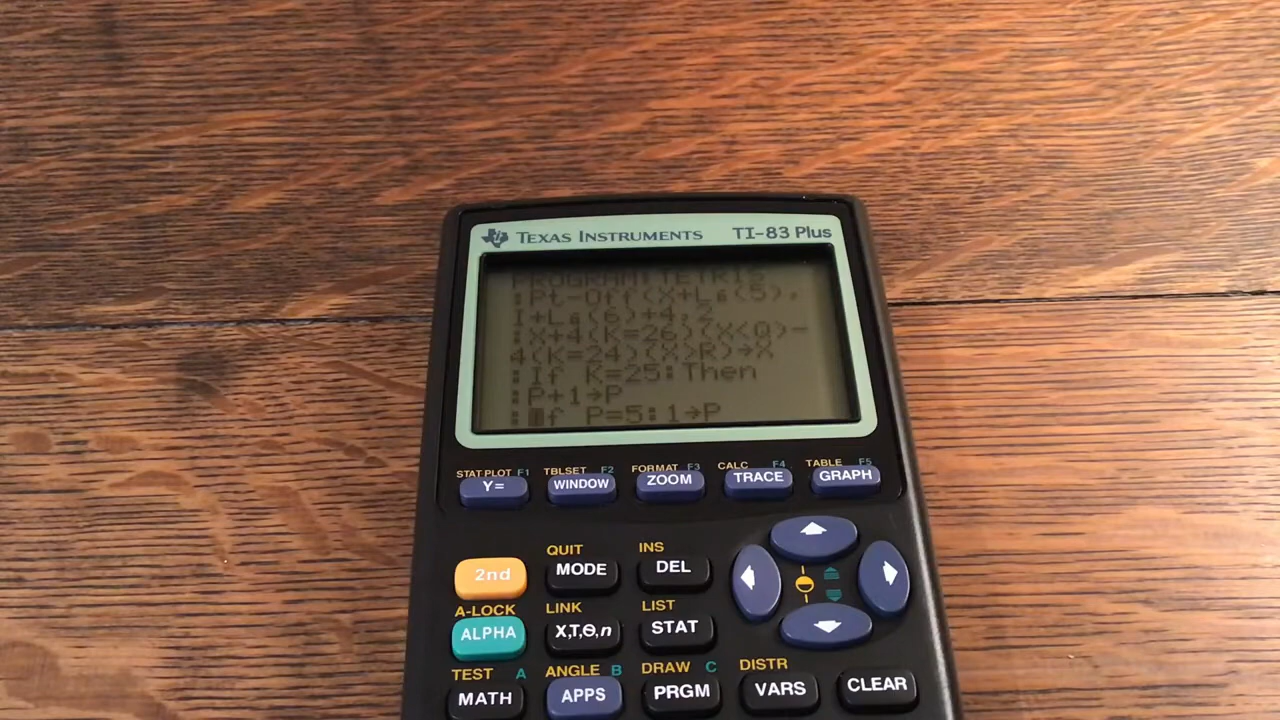 TEXAS INSTRUMENTS TI-83 Plus
PROGRAM:TETRIS
:Pt-Off(X+L₆(5),
I+L₆(6)+4,2
:X+4(K=26)(X<Q)-
4(K=24)(X>R)→X
:If K=25:Then
:P+1→P
:If P=5:1→P
STAT PLOT F1 TBLSET F2 FORMAT F3 CALC F4 TABLE F5
Y= WINDOW ZOOM TRACE GRAPH
QUIT INS
2nd MODE DEL
A-LOCK LINK LIST
ALPHA X,T,Θ,n STAT
TEST A ANGLE B DRAW C DISTR
MATH APPS PRGM VARS CLEAR